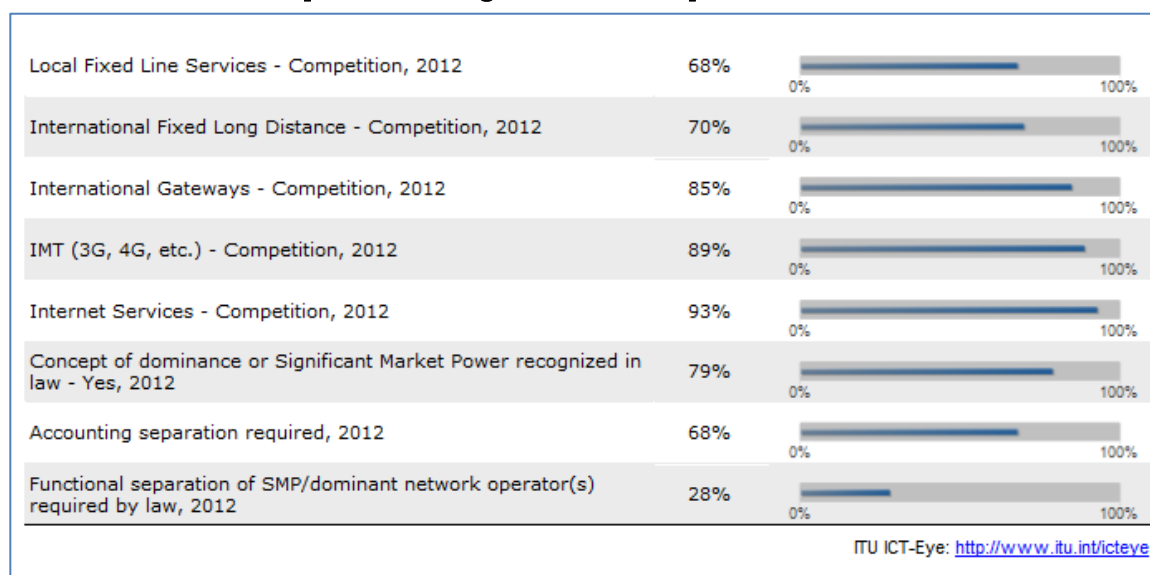 Local Fixed Line Services - Competition, 2012 68%
0% 100%
International Fixed Long Distance - Competition, 2012 70%
0% 100%
International Gateways - Competition, 2012 85%
0% 100%
IMT (3G, 4G, etc.) - Competition, 2012 89%
0% 100%
Internet Services - Competition, 2012 93%
0% 100%
Concept of dominance or Significant Market Power recognized in
law - Yes, 2012 79%
0% 100%
Accounting separation required, 2012 68%
0% 100%
Functional separation of SMP/dominant network operator(s)
required by law, 2012 28%
0% 100%
ITU ICT-Eye: http://www.itu.int/icteye